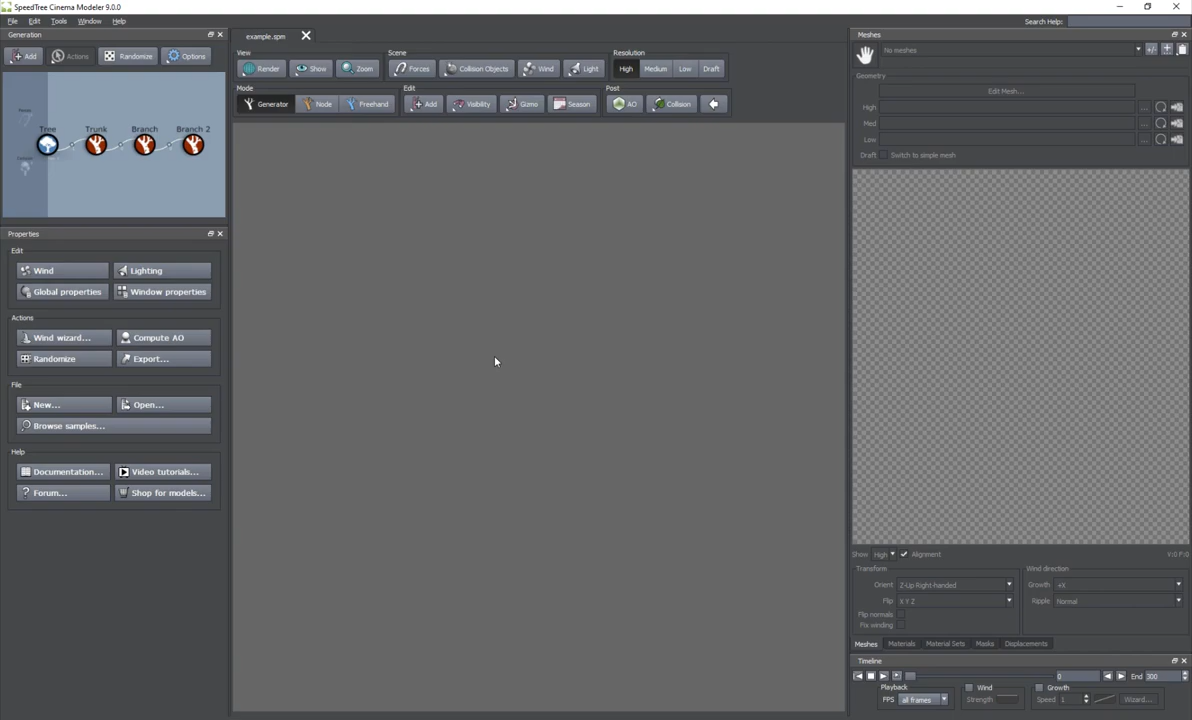 SpeedTree Cinema Modeler 9.0.0
File Edit Tools Window Help
Search Help:
Generation
Add Actions Randomize Options
Tree Trunk Branch Branch 2
Properties
Edit
Wind Lighting
Global properties Window properties
Actions
Wind wizard... Compute AO
Randomize Export...
File
New... Open...
Browse samples...
Help
Documentation... Video tutorials...
Forum... Shop for models...
example.spm
View Scene Resolution
Render Show Zoom Forces Collision Objects Wind Light High Medium Low Draft
Mode Edit Post
Generator Node Freehand Add Visibility Gizmo Season AO Collision
Meshes
No meshes
Geometry
Edit Mesh...
High ...
Med ...
Low ...
Draft Switch to simple mesh
Show High Alignment V:0 F:0
Transform Wind direction
Orient Z-Up Right-handed Growth +X
Flip X Y Z Ripple Normal
Flip normals
Fix winding
Meshes Materials Material Sets Masks Displacements
Timeline
0 End 300
Playback Wind Growth
FPS all frames Strength Speed 1 Wizard...